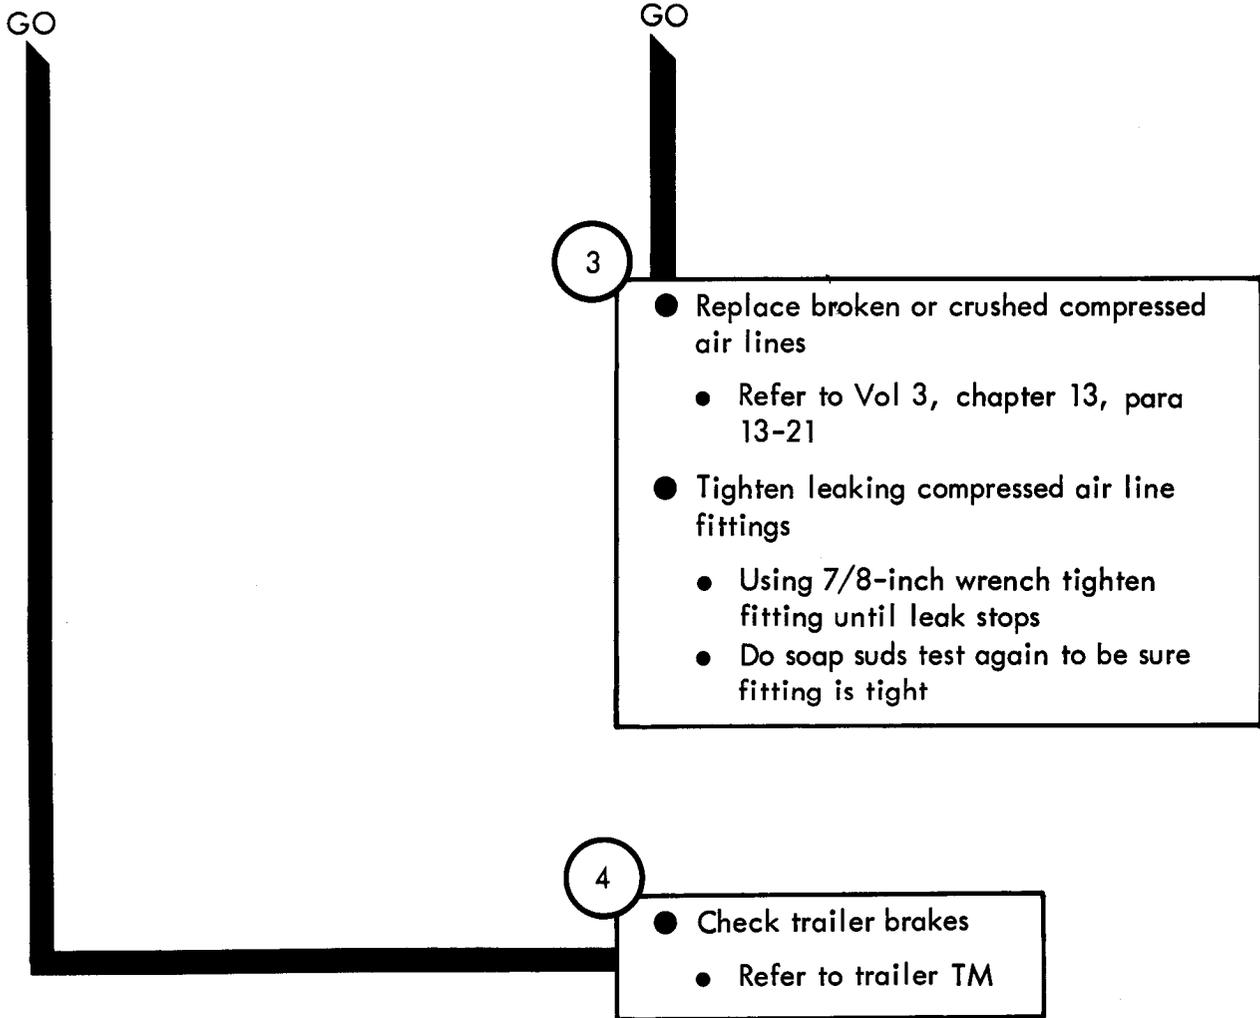 GO
GO
3
● Replace broken or crushed compressed
air lines
● Refer to Vol 3, chapter 13, para
13-21
● Tighten leaking compressed air line
fittings
● Using 7/8-inch wrench tighten
fitting until leak stops
● Do soap suds test again to be sure
fitting is tight
4
● Check trailer brakes
● Refer to trailer TM